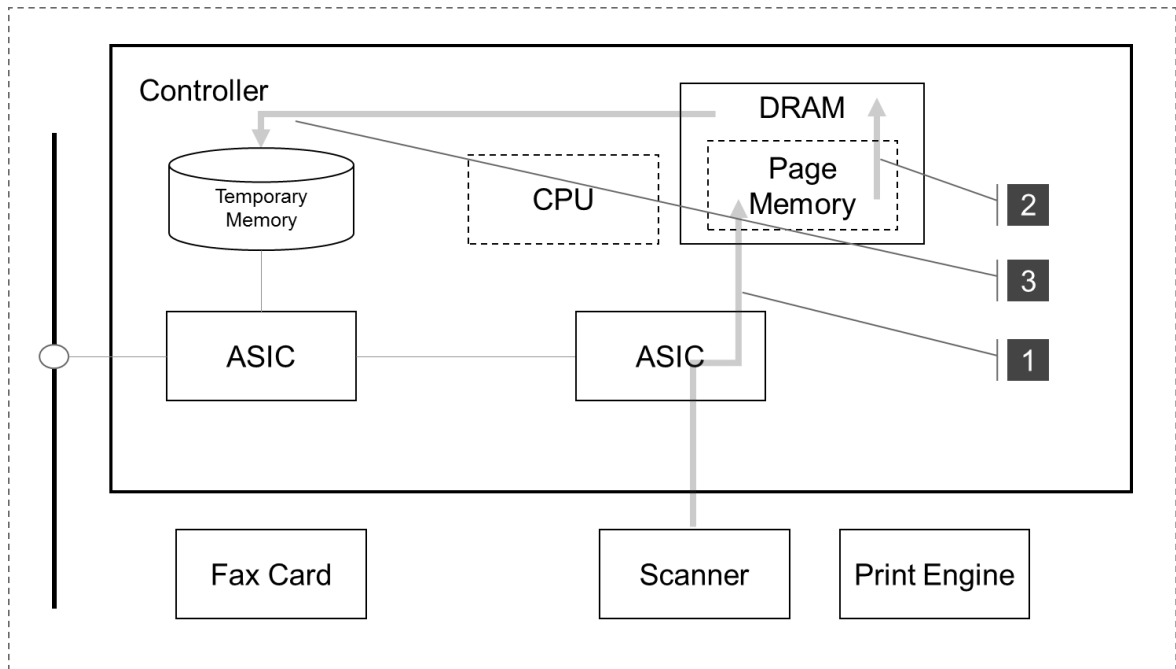 Controller
DRAM
Page
Memory
Temporary
Memory
CPU
2
3
ASIC
ASIC
1
Fax Card
Scanner
Print Engine